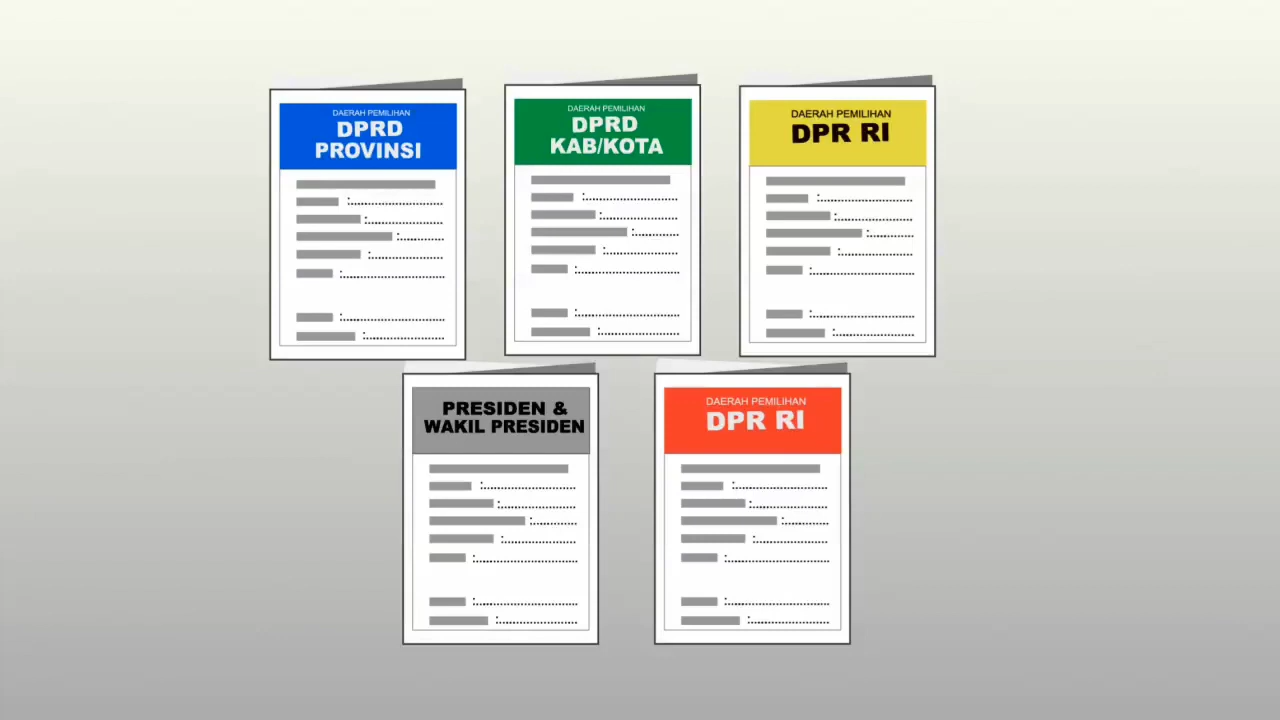 DAERAH PEMILIHAN
DPRD
PROVINSI
DAERAH PEMILIHAN
DPRD
KAB/KOTA
DAERAH PEMILIHAN
DPR RI
PRESIDEN &
WAKIL PRESIDEN
DAERAH PEMILIHAN
DPR RI